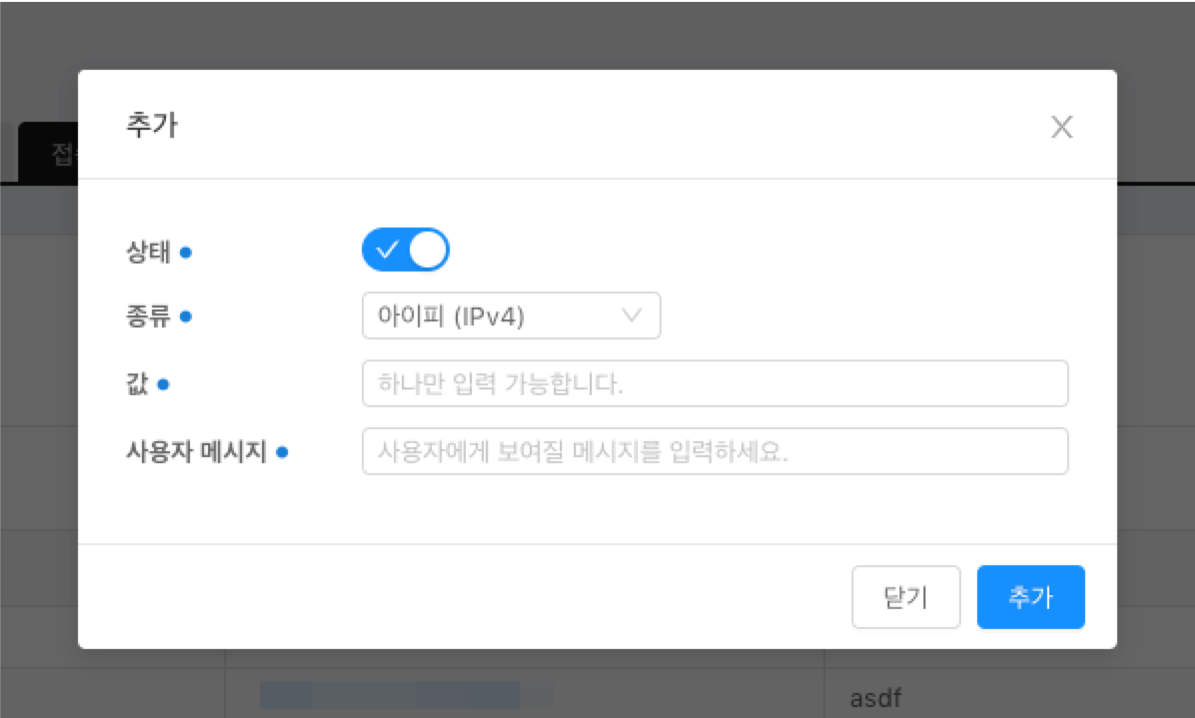 추가
상태
종류
아이피 (IPv4)
값
하나만 입력 가능합니다.
사용자 메시지
사용자에게 보여질 메시지를 입력하세요.
닫기
추가
asdf